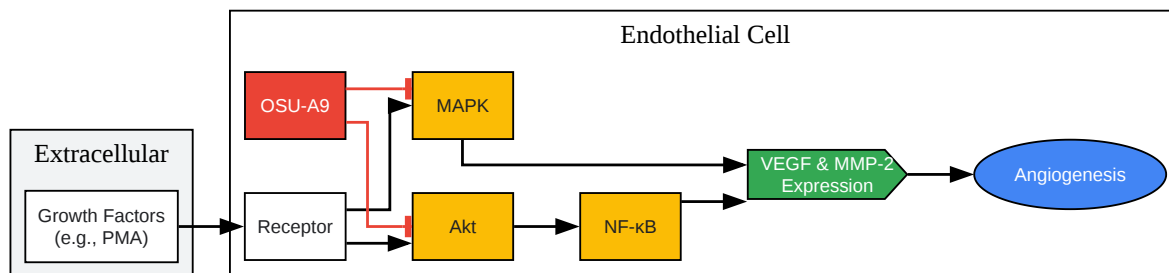 Endothelial Cell
OSU-A9
MAPK
Extracellular
VEGF & MMP-2
Expression
Angiogenesis
Growth Factors
(e.g., PMA)
Receptor
Akt
NF-κB